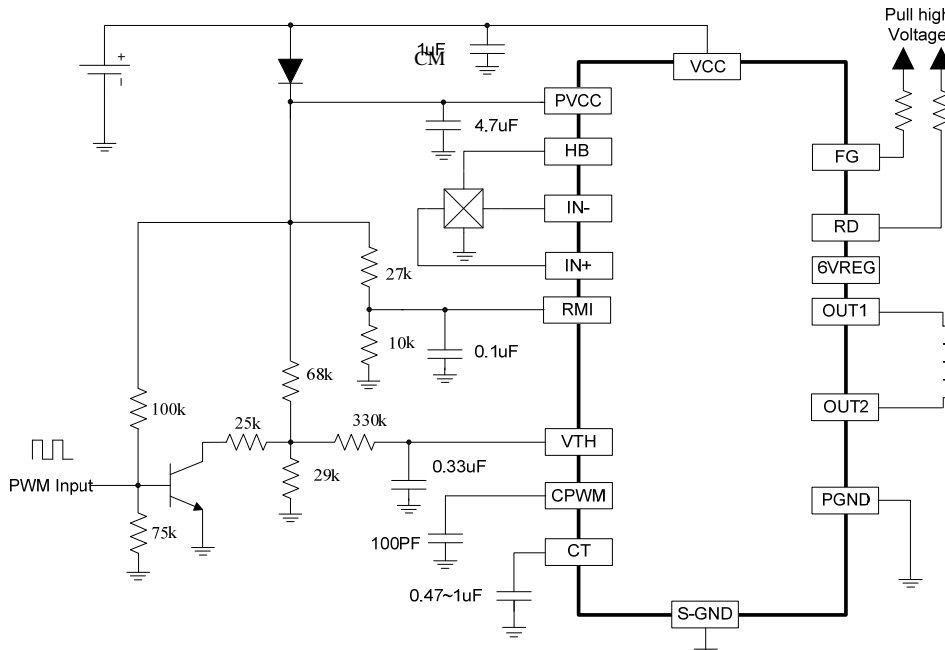 Pull high
Voltage
+
1uF
CM
VCC
PVCC
4.7uF
HB
FG
IN-
RD
IN+
6VREG
27k
RMI
OUT1
10k
0.1uF
68k
100k
OUT2
25k
330k
VTH
29k
0.33uF
PWM Input
CPWM
PGND
75k
100PF
CT
0.47~1uF
S-GND